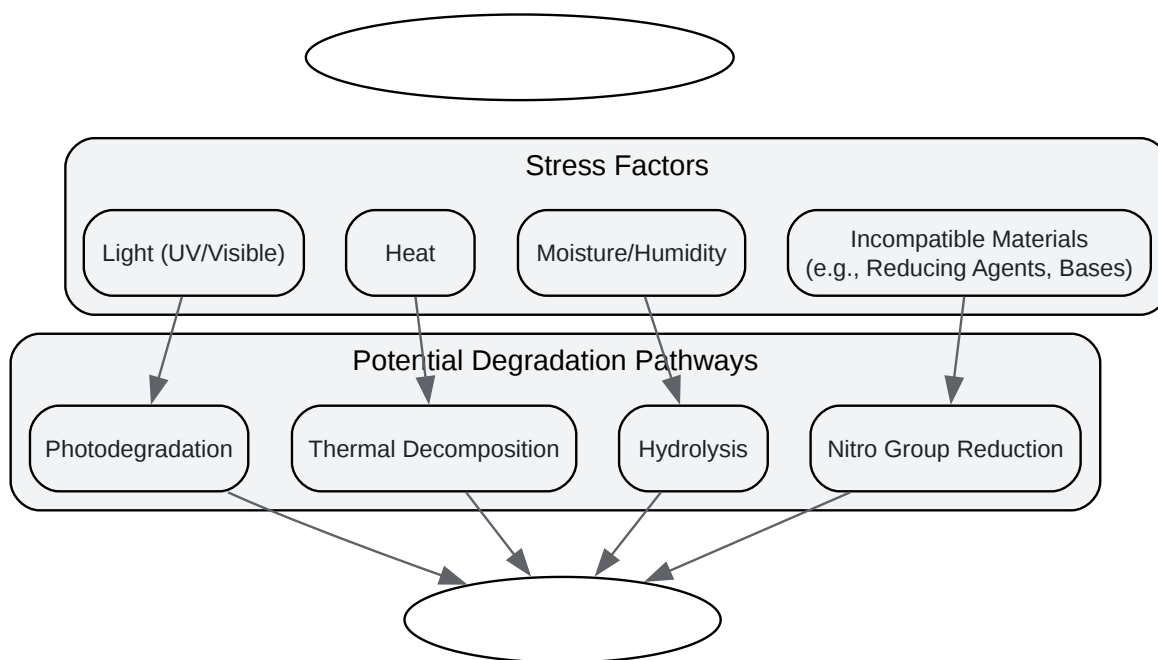 Stress Factors
Light (UV/Visible)
Heat
Moisture/Humidity
Incompatible Materials
(e.g., Reducing Agents, Bases)
Potential Degradation Pathways
Photodegradation
Thermal Decomposition
Hydrolysis
Nitro Group Reduction